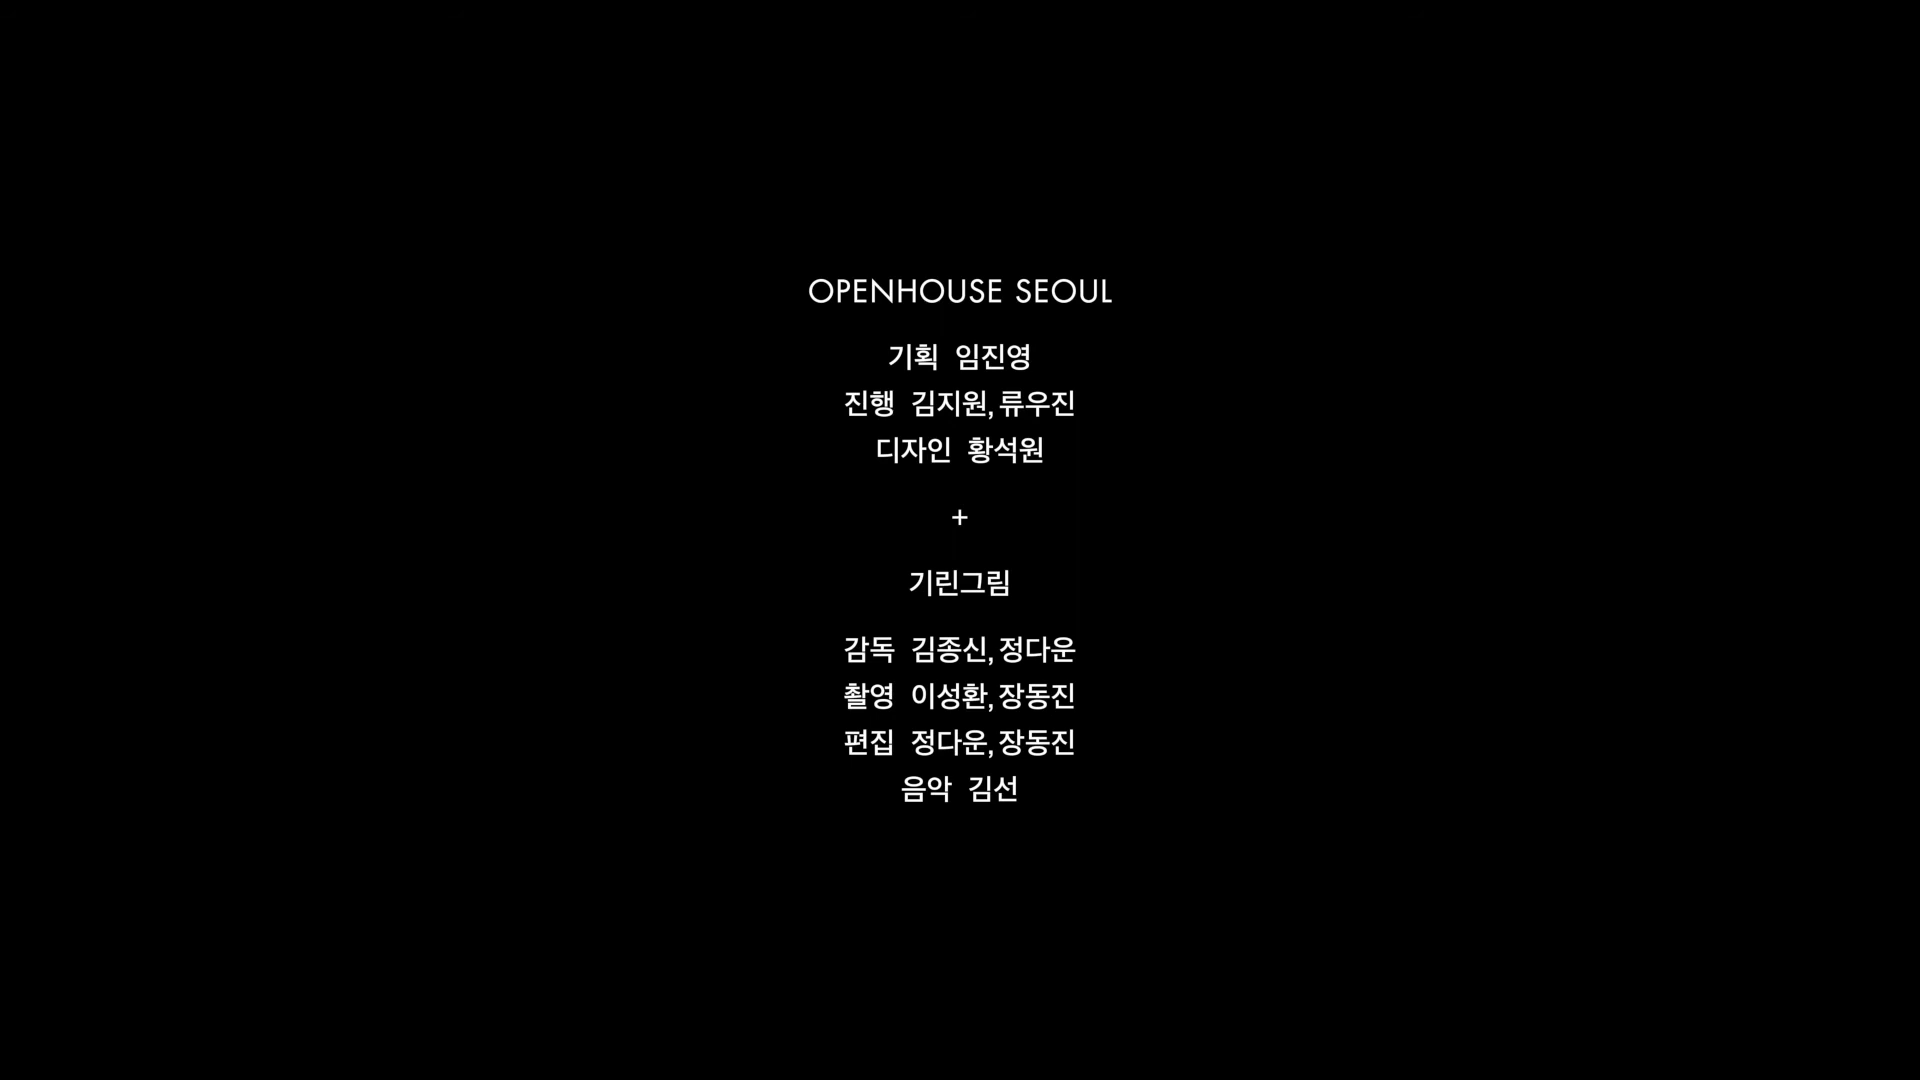 OPENHOUSE SEOUL
기획 임진영
진행 김지원, 류우진
디자인 황석원
+
기린그림
감독 김종신, 정다운
촬영 이성환, 장동진
편집 정다운, 장동진
음악 김선